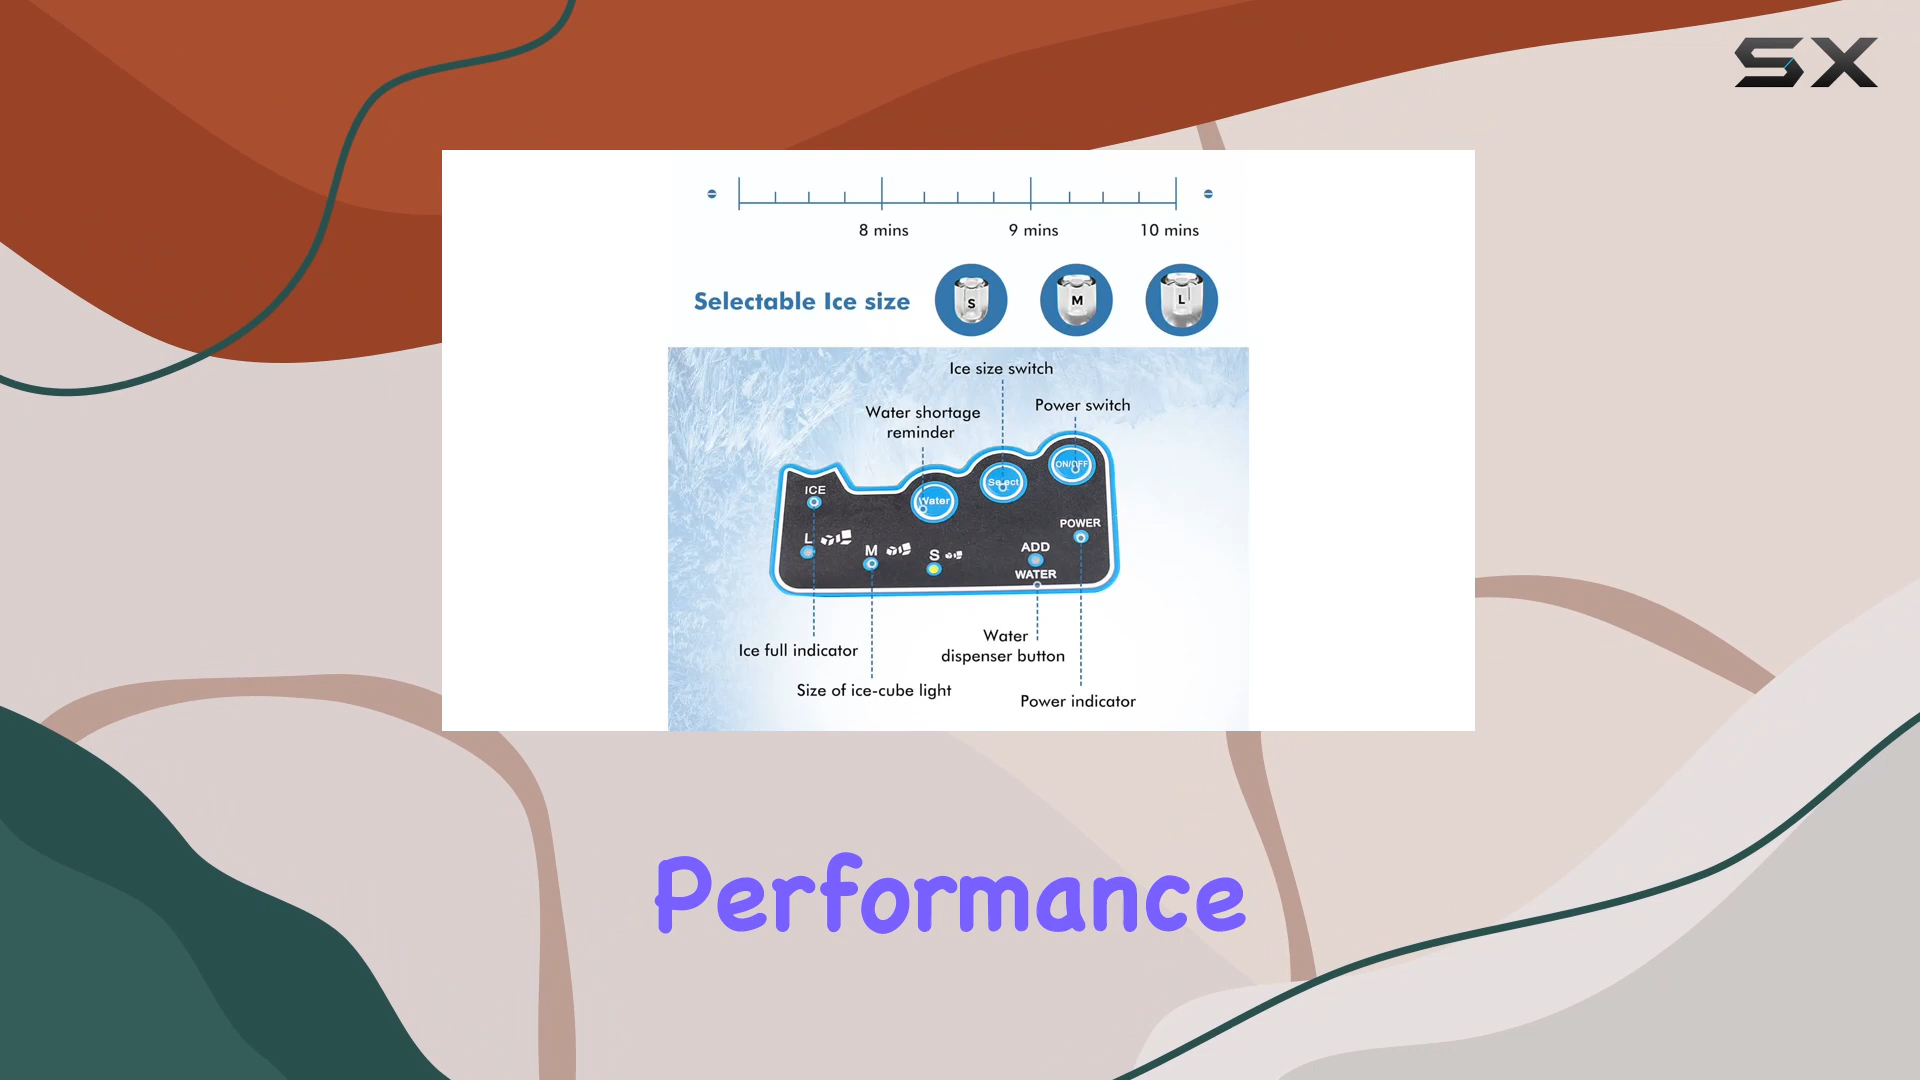 SX
8 mins 9 mins 10 mins
Selectable Ice size S M L
Ice size switch
Water shortage
reminder
Power switch
ON/OFF
Select
Water
ICE
POWER
L M S
ADD
WATER
Ice full indicator
Water
dispenser button
Size of ice-cube light
Power indicator
Performance